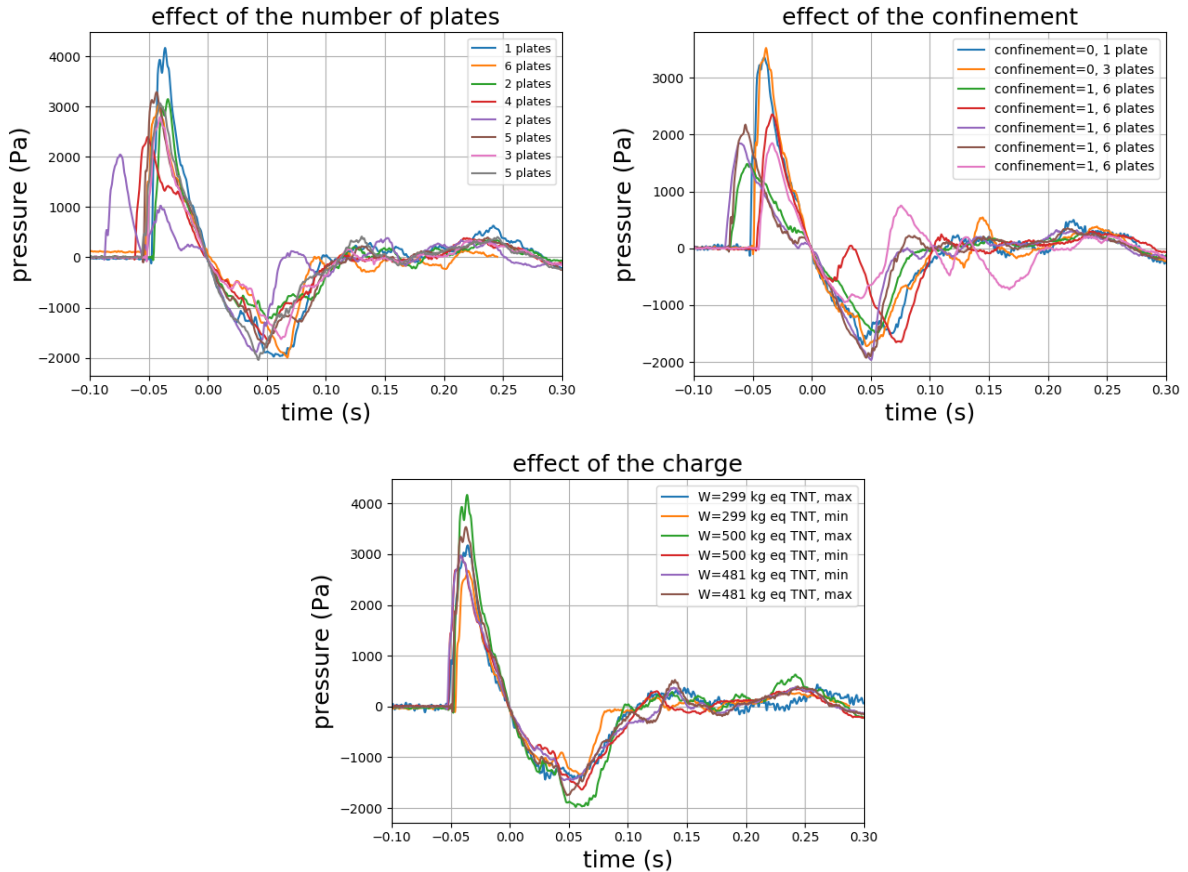 effect of the number of plates
4000
3000
2000
1000
0
−1000
−2000
pressure (Pa)
1 plates
6 plates
2 plates
4 plates
2 plates
5 plates
3 plates
5 plates
−0.10 −0.05 0.00 0.05 0.10 0.15 0.20 0.25 0.30
time (s)
effect of the confinement
3000
2000
1000
0
−1000
−2000
pressure (Pa)
confinement=0, 1 plate
confinement=0, 3 plates
confinement=1, 6 plates
confinement=1, 6 plates
confinement=1, 6 plates
confinement=1, 6 plates
confinement=1, 6 plates
−0.10 −0.05 0.00 0.05 0.10 0.15 0.20 0.25 0.30
time (s)
effect of the charge
4000
3000
2000
1000
0
−1000
−2000
pressure (Pa)
W=299 kg eq TNT, max
W=299 kg eq TNT, min
W=500 kg eq TNT, max
W=500 kg eq TNT, min
W=481 kg eq TNT, min
W=481 kg eq TNT, max
−0.10 −0.05 0.00 0.05 0.10 0.15 0.20 0.25 0.30
time (s)